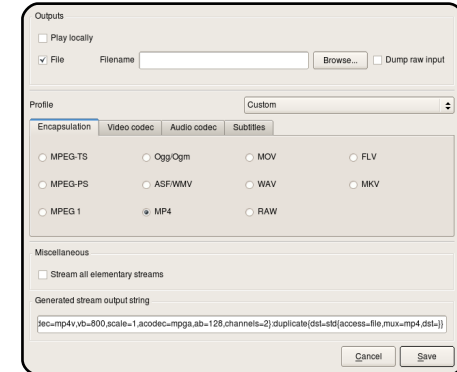 Outputs
Play locally
File Filename Browse... Dump raw input
Profile Custom
Encapsulation Video codec Audio codec Subtitles
MPEG-TS Ogg/Ogm MOV FLV
MPEG-PS ASF/WMV WAV MKV
MPEG 1 MP4 RAW
Miscellaneous
Stream all elementary streams
Generated stream output string
dec=mp4v,vb=800,scale=1,acodec=mpga,ab=128,channels=2}:duplicate{dst=std{access=file,mux=mp4,dst=}}
Cancel Save